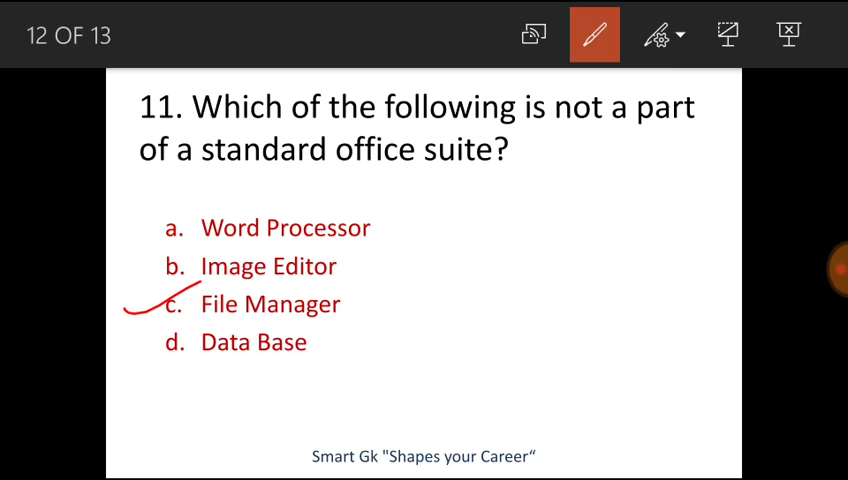 12 OF 13
11. Which of the following is not a part
of a standard office suite?
a. Word Processor
b. Image Editor
c. File Manager
d. Data Base
Smart Gk "Shapes your Career“